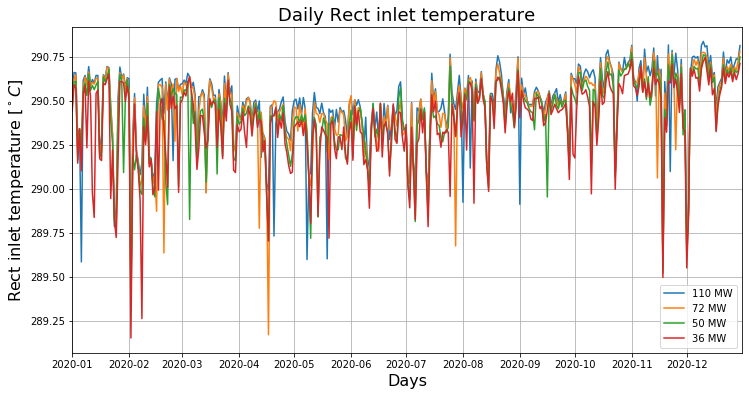 Daily Rect inlet temperature
Rect inlet temperature [°C]
290.75
290.50
290.25
290.00
289.75
289.50
289.25
2020-01
2020-02
2020-03
2020-04
2020-05
2020-06
2020-07
2020-08
2020-09
2020-10
2020-11
2020-12
Days
110 MW
72 MW
50 MW
36 MW